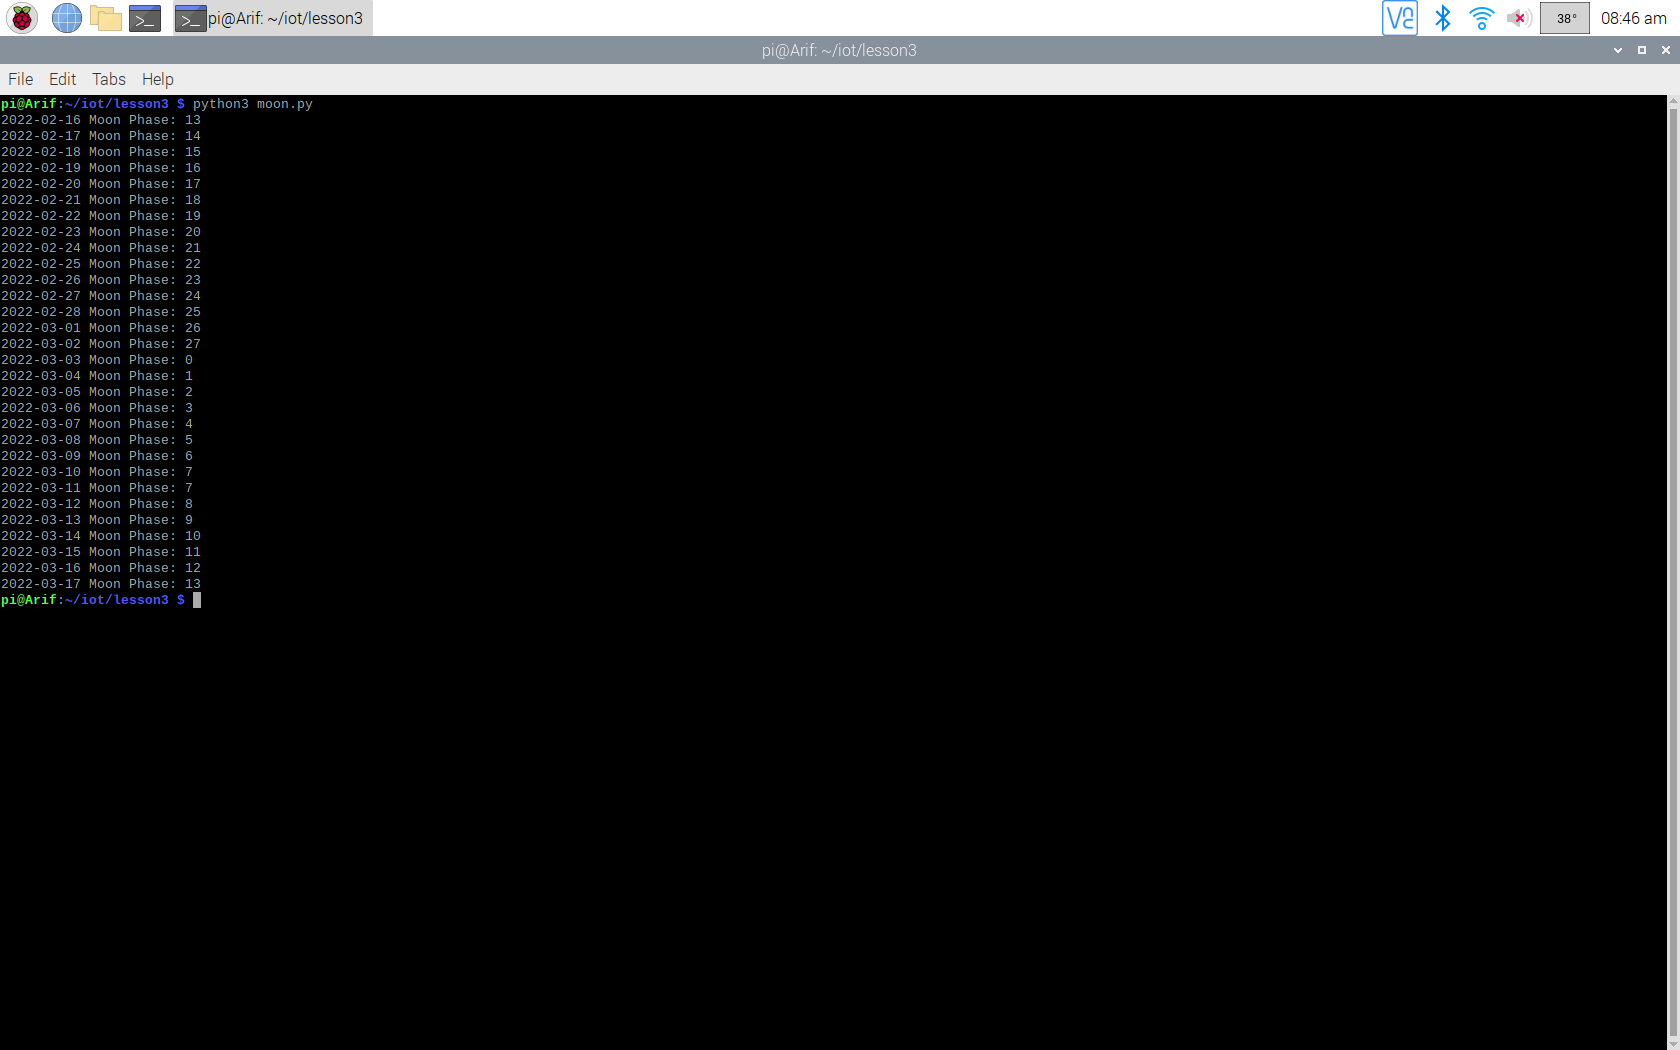 pi@Arif: ~/iot/lesson3
VNC
38°
08:46 am
pi@Arif: ~/iot/lesson3
File Edit Tabs Help
pi@Arif:~/iot/lesson3 $ python3 moon.py
2022-02-16 Moon Phase: 13
2022-02-17 Moon Phase: 14
2022-02-18 Moon Phase: 15
2022-02-19 Moon Phase: 16
2022-02-20 Moon Phase: 17
2022-02-21 Moon Phase: 18
2022-02-22 Moon Phase: 19
2022-02-23 Moon Phase: 20
2022-02-24 Moon Phase: 21
2022-02-25 Moon Phase: 22
2022-02-26 Moon Phase: 23
2022-02-27 Moon Phase: 24
2022-02-28 Moon Phase: 25
2022-03-01 Moon Phase: 26
2022-03-02 Moon Phase: 27
2022-03-03 Moon Phase: 0
2022-03-04 Moon Phase: 1
2022-03-05 Moon Phase: 2
2022-03-06 Moon Phase: 3
2022-03-07 Moon Phase: 4
2022-03-08 Moon Phase: 5
2022-03-09 Moon Phase: 6
2022-03-10 Moon Phase: 7
2022-03-11 Moon Phase: 7
2022-03-12 Moon Phase: 8
2022-03-13 Moon Phase: 9
2022-03-14 Moon Phase: 10
2022-03-15 Moon Phase: 11
2022-03-16 Moon Phase: 12
2022-03-17 Moon Phase: 13
pi@Arif:~/iot/lesson3 $